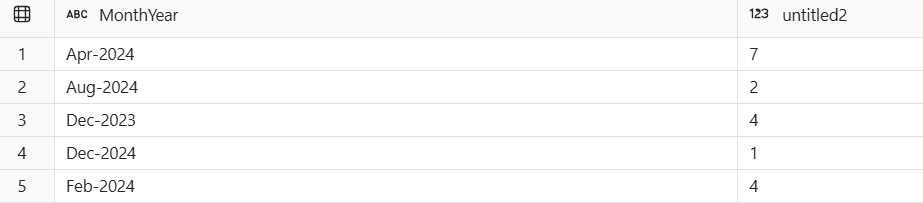 ABC MonthYear 123 untitled2
1 Apr-2024 7
2 Aug-2024 2
3 Dec-2023 4
4 Dec-2024 1
5 Feb-2024 4